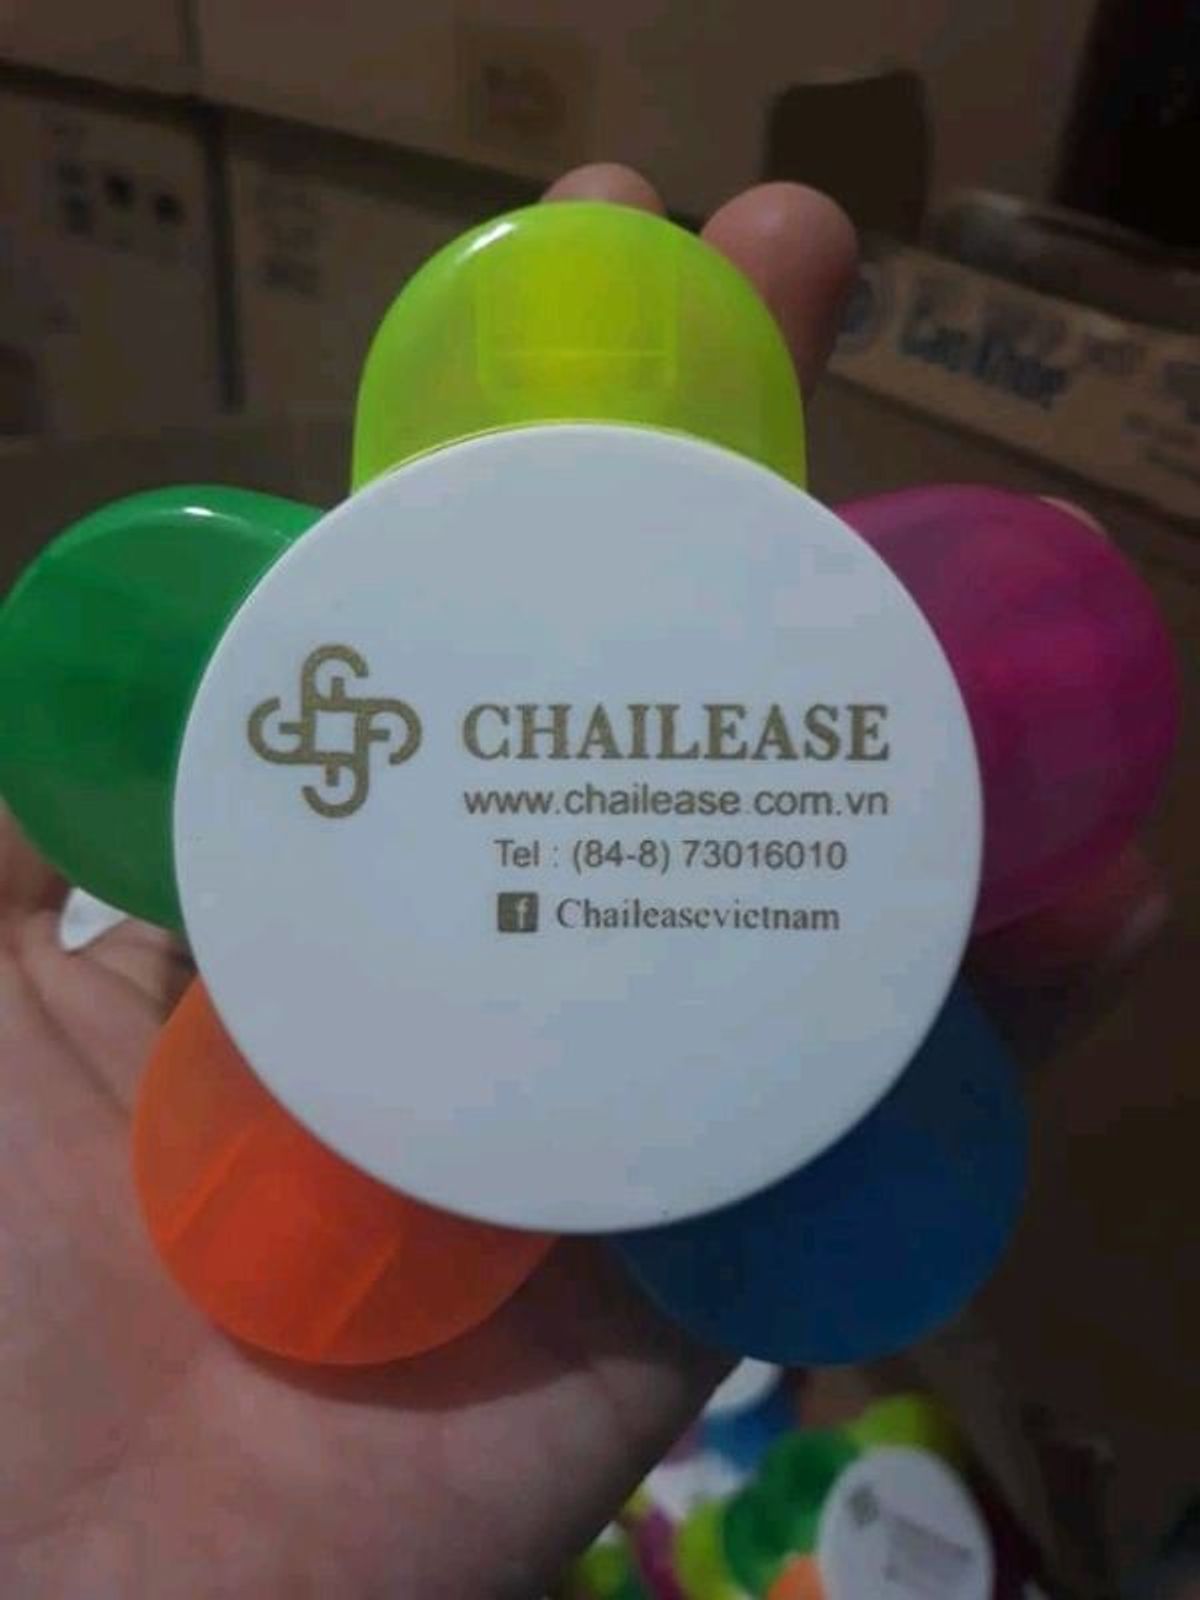 CHAILEASE
www.chailease.com.vn
Tel : (84-8) 73016010
Chaileasevietnam